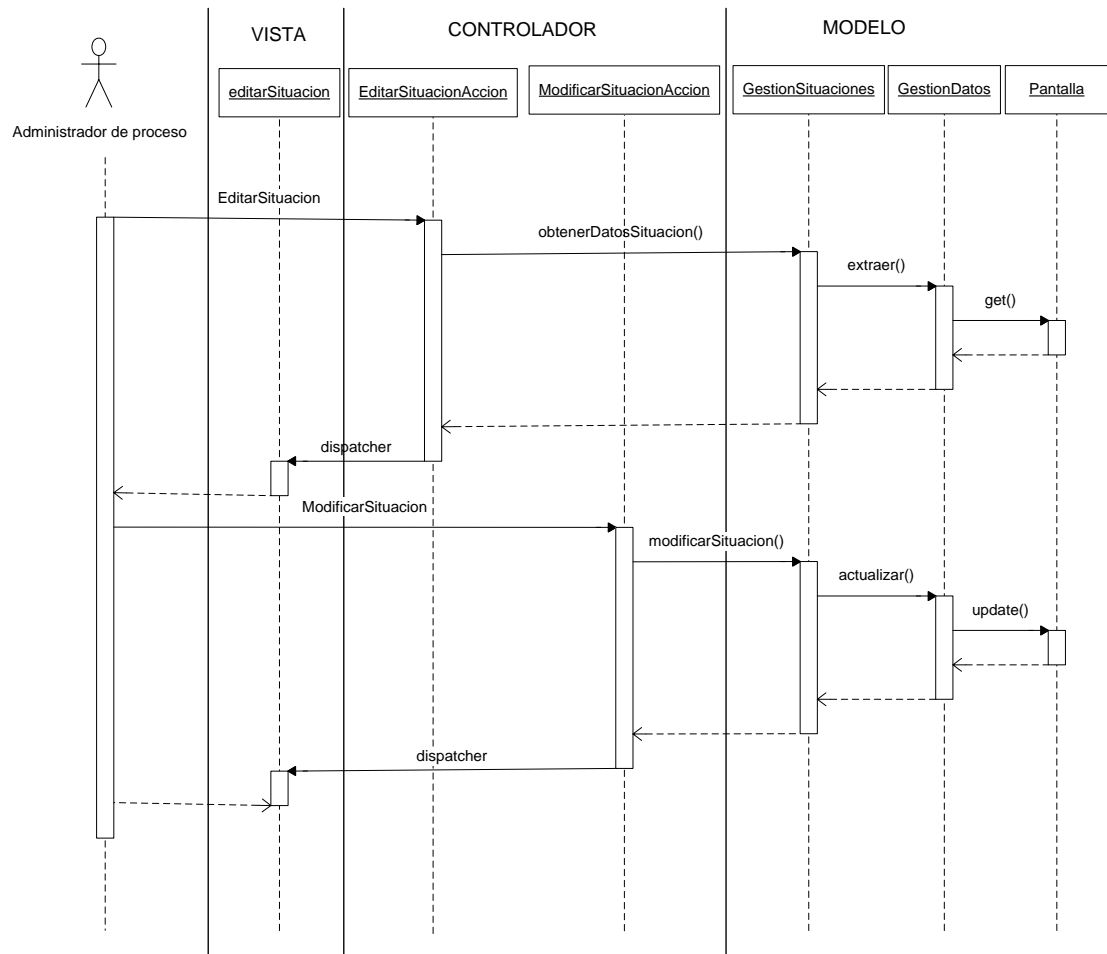 VISTA
CONTROLADOR
MODELO
editarSituacion
EditarSituacionAccion
ModificarSituacionAccion
GestionSituaciones
GestionDatos
Pantalla
Administrador de proceso
EditarSituacion
obtenerDatosSituacion()
extraer()
get()
dispatcher
ModificarSituacion
modificarSituacion()
actualizar()
update()
dispatcher